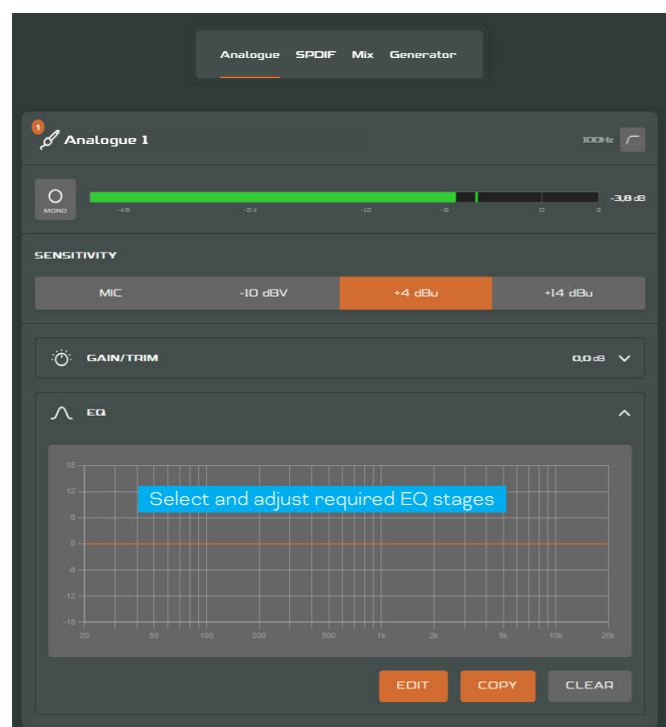 Analogue SPDIF Mix Generator
1
Analogue 1
100Hz
MONO
-48 -24 -12 -6 0 3
-3,8 dB
SENSITIVITY
MIC -10 dBV +4 dBu +14 dBu
GAIN/TRIM 0,0 dB
EQ
18
12
Select and adjust required EQ stages
6
0
-6
-12
-18
20 50 100 200 500 1k 2k 5k 10k 20k
EDIT COPY CLEAR